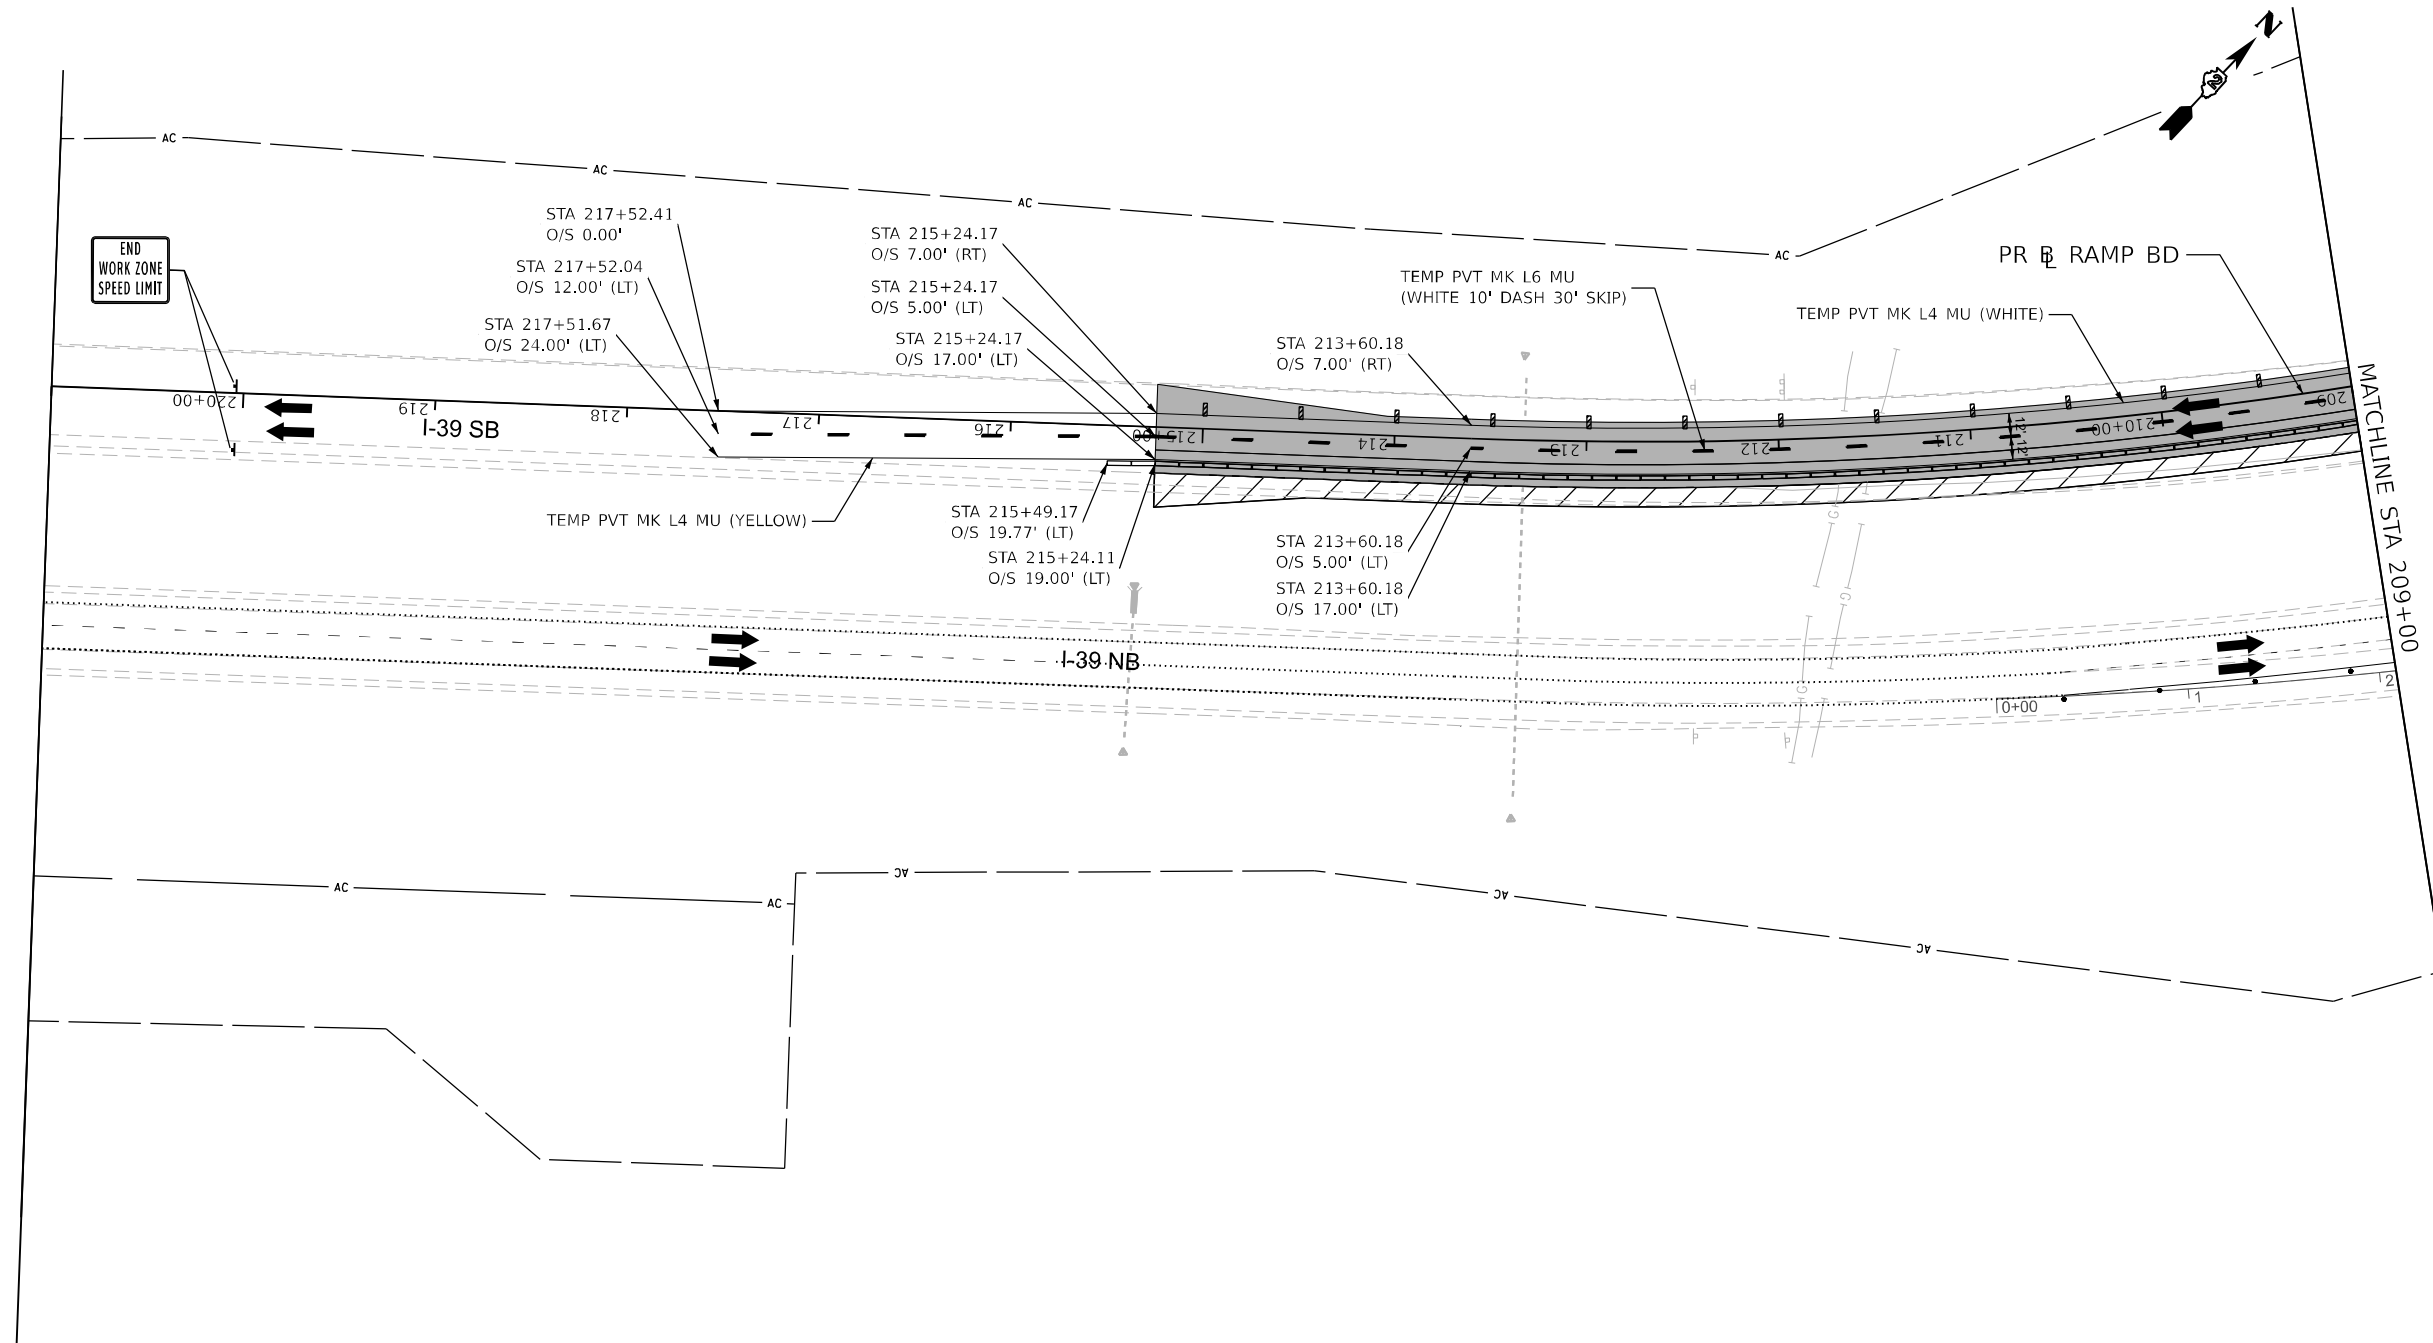 N
2
AC
AC
AC
AC
END
WORK ZONE
SPEED LIMIT
STA 217+52.41
O/S 0.00'
STA 217+52.04
O/S 12.00' (LT)
STA 217+51.67
O/S 24.00' (LT)
STA 215+24.17
O/S 7.00' (RT)
STA 215+24.17
O/S 5.00' (LT)
STA 215+24.17
O/S 17.00' (LT)
TEMP PVT MK L6 MU
(WHITE 10' DASH 30' SKIP)
STA 213+60.18
O/S 7.00' (RT)
PR BL RAMP BD
TEMP PVT MK L4 MU (WHITE)
220+00
219
218
217
216
215
+00
214
213
212
211
210+00
209
12'
12'
I-39 SB
MATCHLINE STA 209+00
TEMP PVT MK L4 MU (YELLOW)
STA 215+49.17
O/S 19.77' (LT)
STA 215+24.11
O/S 19.00' (LT)
STA 213+60.18
O/S 5.00' (LT)
STA 213+60.18
O/S 17.00' (LT)
G
G
G
I-39 NB
0+00
1
2
AC
AC
AC
AC
AC